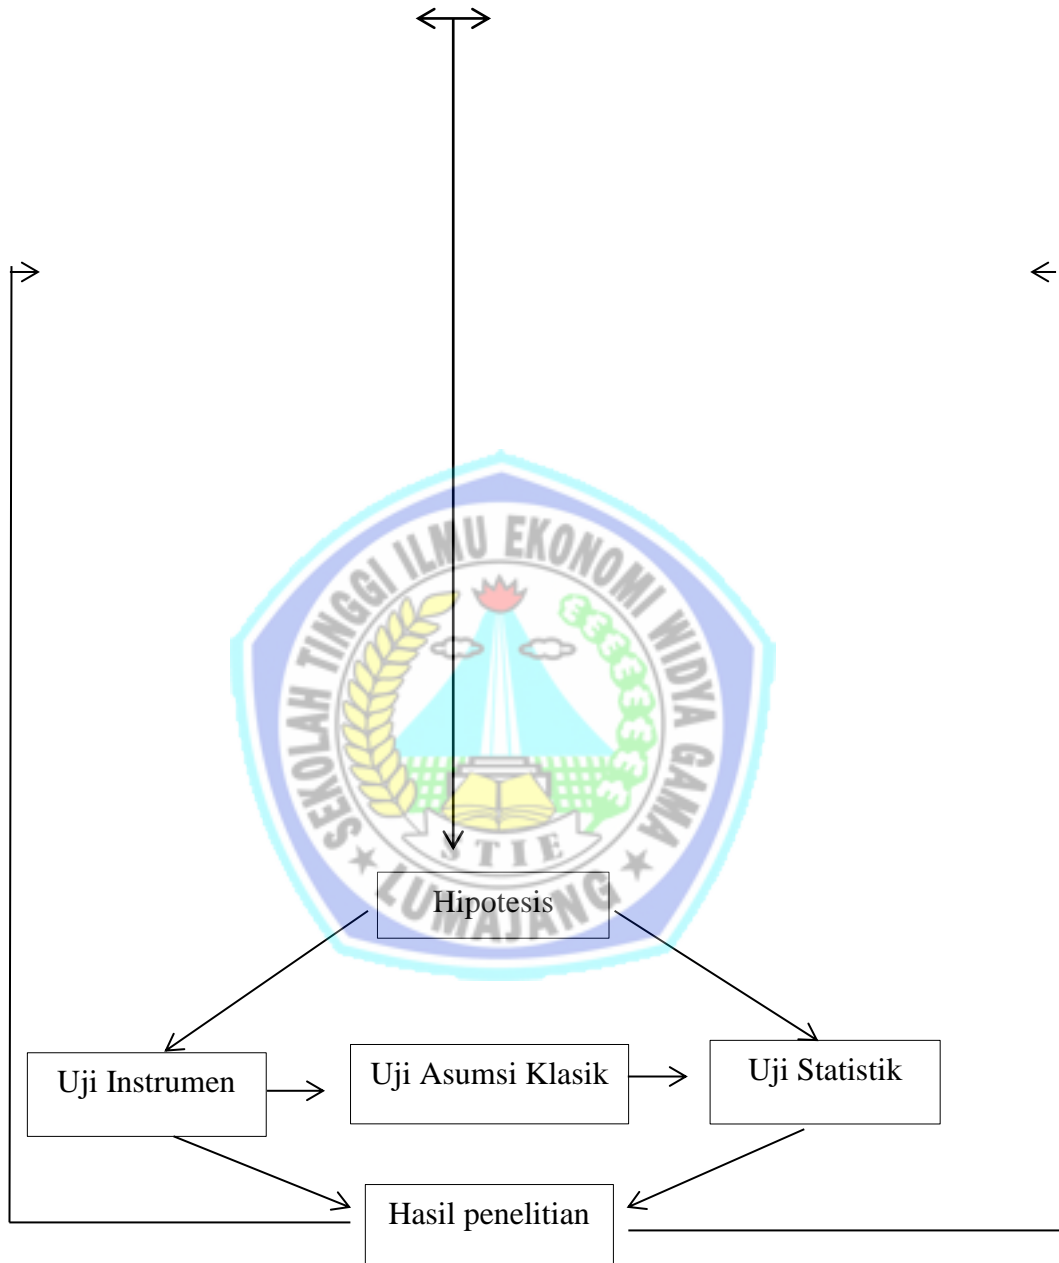 SEKOLAH TINGGI ILMU EKONOMI WIDYA GAMA
STIE
LUMAJANG
Hipotesis
Uji Instrumen
Uji Asumsi Klasik
Uji Statistik
Hasil penelitian